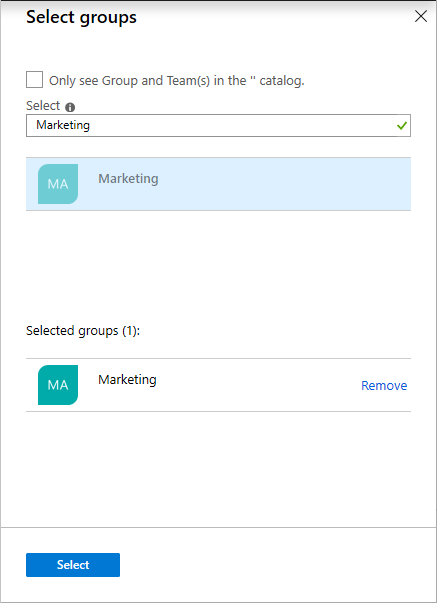 Select groups
Only see Group and Team(s) in the '' catalog.
Select
Marketing
MA
Marketing
Selected groups (1):
MA
Marketing
Remove
Select